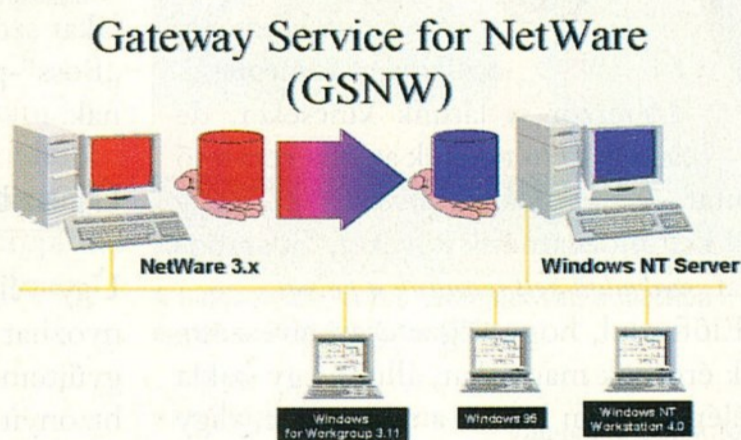 Gateway Service for NetWare
(GSNW)
NetWare 3.x
Windows NT Server
Windows
for Workgroup 3.11
Windows 95
Windows NT
Workstation 4.0